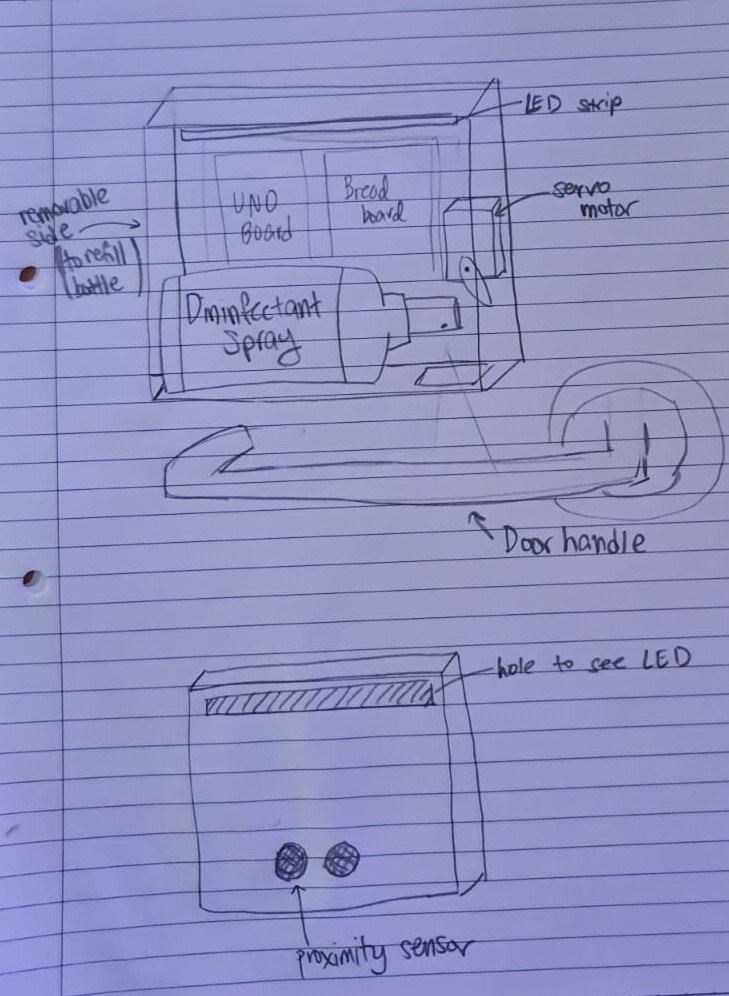 LED strip
servo
motor
removable
side
(to refill
bottle)
UNO
Board
Bread
board
Dminfectant
Spray
Door handle
hole to see LED
proximity sensor